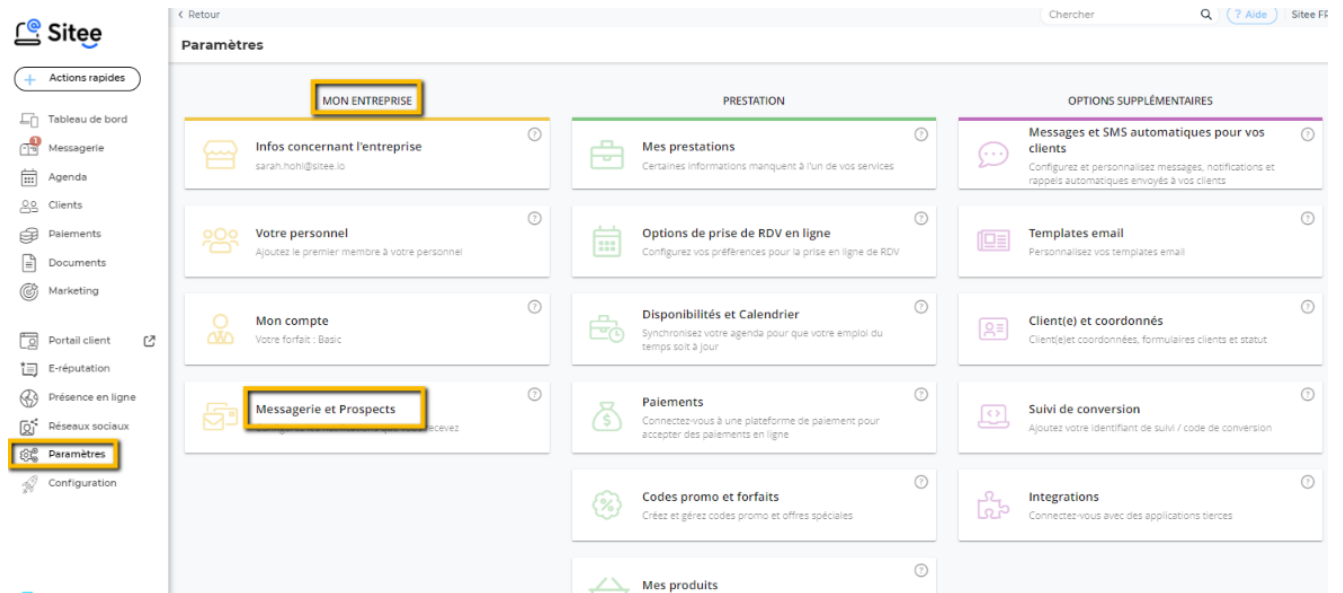 ‹ Retour
Chercher
? Aide
Sitee FR
Sitee
Paramètres
+ Actions rapides
Tableau de bord
1
Messagerie
Agenda
Clients
Paiements
Documents
Marketing
Portail client
E-réputation
Présence en ligne
Réseaux sociaux
Paramètres
Configuration
MON ENTREPRISE
Infos concernant l'entreprise
sarah.hohl@sitee.io
Votre personnel
Ajoutez le premier membre à votre personnel
Mon compte
Votre forfait : Basic
Messagerie et Prospects
PRESTATION
Mes prestations
Certaines informations manquent à l'un de vos services
Options de prise de RDV en ligne
Configurez vos préférences pour la prise en ligne de RDV
Disponibilités et Calendrier
Synchronisez votre agenda pour que votre emploi du
temps soit à jour
Paiements
Connectez-vous à une plateforme de paiement pour
accepter des paiements en ligne
Codes promo et forfaits
Créez et gérez codes promo et offres spéciales
Mes produits
OPTIONS SUPPLÉMENTAIRES
Messages et SMS automatiques pour vos
clients
Configurez et personnalisez messages, notifications et
rappels automatiques envoyés à vos clients
Templates email
Personnalisez vos templates email
Client(e) et coordonnés
Client(e)et coordonnées, formulaires clients et statut
Suivi de conversion
Ajoutez votre identifiant de suivi / code de conversion
Integrations
Connectez-vous avec des applications tierces